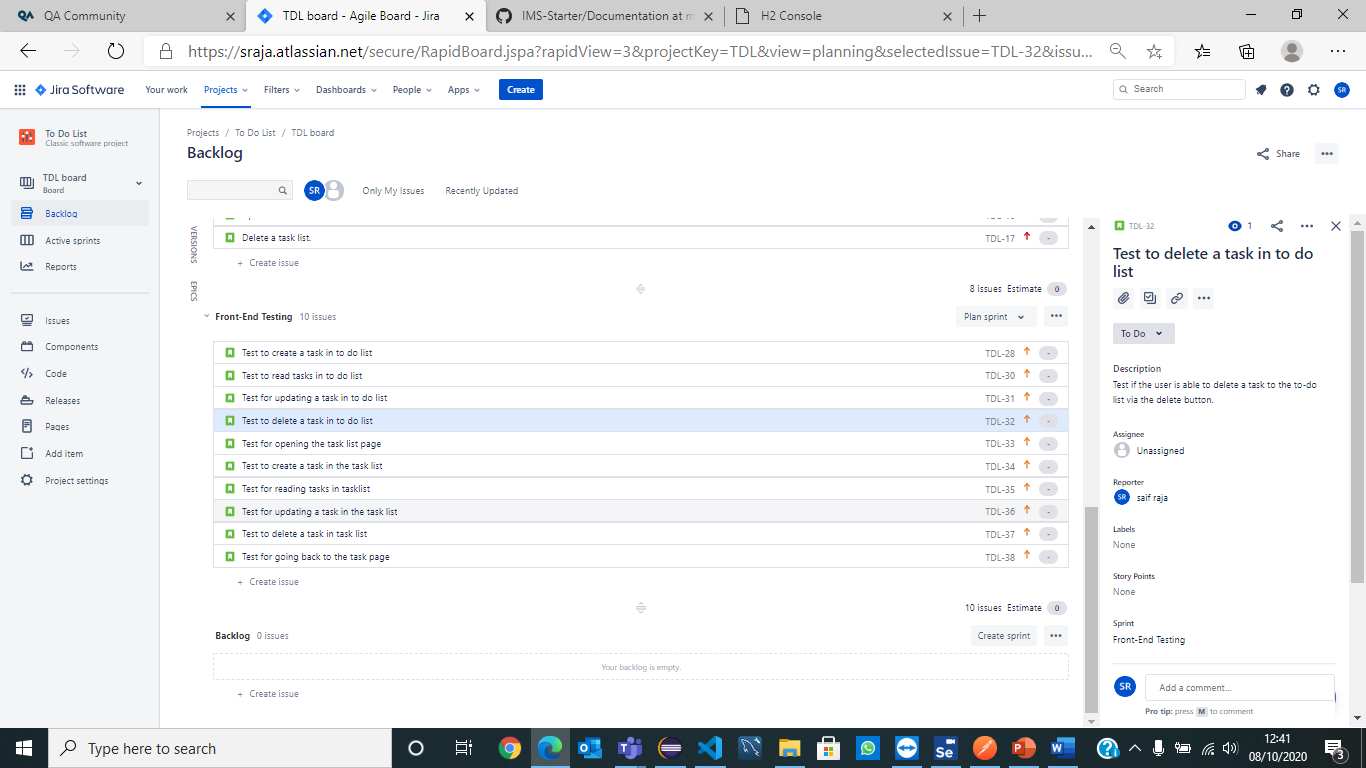 QA QA Community
TDL board - Agile Board - Jira
IMS-Starter/Documentation at m
H2 Console
https://sraja.atlassian.net/secure/RapidBoard.jspa?rapidView=3&projectKey=TDL&view=planning&selectedIssue=TDL-32&issu...
Jira Software
Your work
Projects
Filters
Dashboards
People
Apps
Create
Search
SR
To Do List
Classic software project
TDL board
Board
Backlog
Active sprints
Reports
Issues
Components
Code
Releases
Pages
Add item
Project settings
Projects / To Do List / TDL board
Backlog
Share
SR
Only My Issues
Recently Updated
VERSIONS
EPICS
Delete a task list. TDL-17 -
+ Create issue
8 issues Estimate 0
Front-End Testing 10 issues
Plan sprint
Test to create a task in to do list TDL-28 -
Test to read tasks in to do list TDL-30 -
Test for updating a task in to do list TDL-31 -
Test to delete a task in to do list TDL-32 -
Test for opening the task list page TDL-33 -
Test to create a task in the task list TDL-34 -
Test for reading tasks in tasklist TDL-35 -
Test for updating a task in the task list TDL-36 -
Test to delete a task in task list TDL-37 -
Test for going back to the task page TDL-38 -
+ Create issue
10 issues Estimate 0
Backlog 0 issues
Create sprint
Your backlog is empty.
+ Create issue
TDL-32
1
Test to delete a task in to do
list
To Do
Description
Test if the user is able to delete a task to the to-do
list via the delete button.
Assignee
Unassigned
Reporter
SR saif raja
Labels
None
Story Points
None
Sprint
Front-End Testing
SR
Add a comment...
Pro tip: press M to comment
Type here to search
Se
12:41
08/10/2020
3